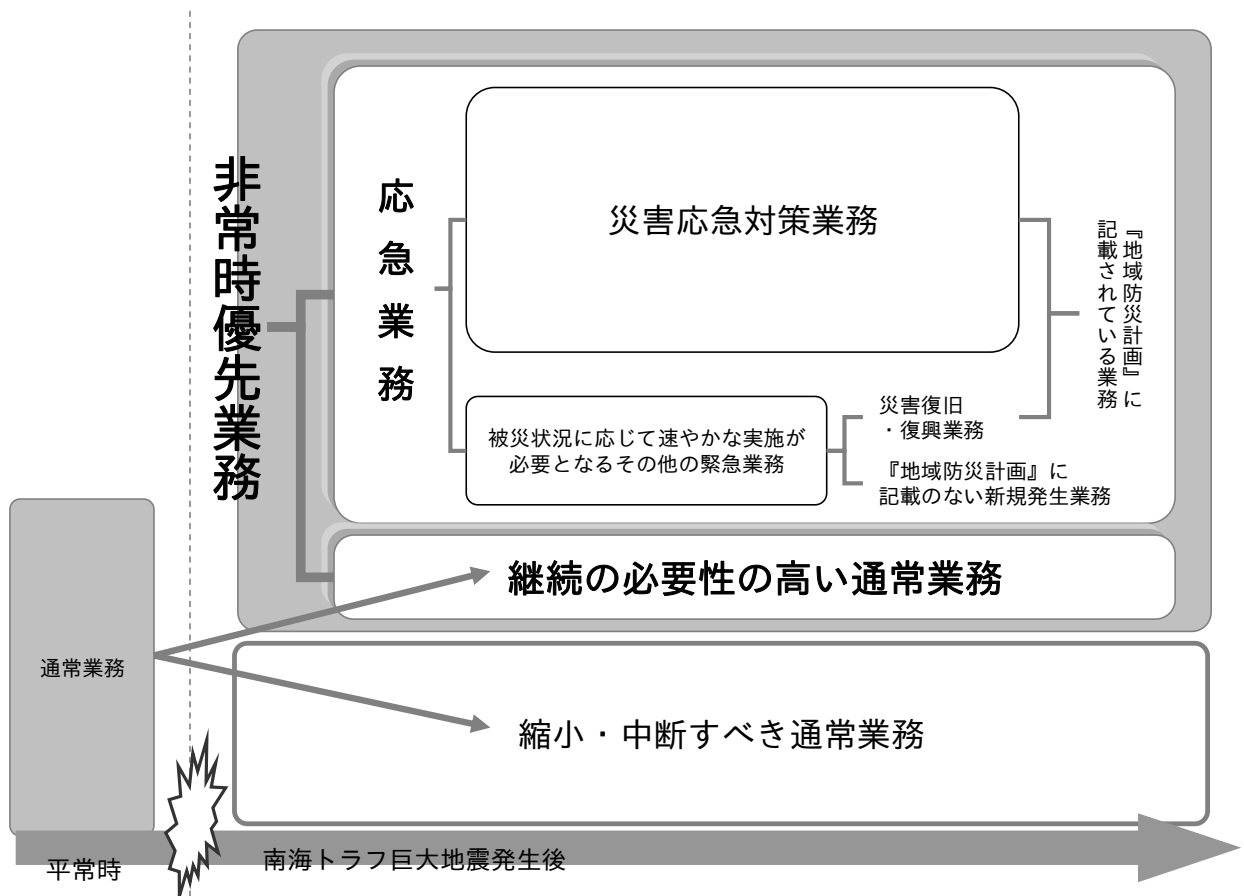 非常時優先業務
応急業務
災害応急対策業務
『地域防災計画』に
記載されている業務
被災状況に応じて速やかな実施が
必要となるその他の緊急業務
災害復旧
・復興業務
『地域防災計画』に
記載のない新規発生業務
継続の必要性の高い通常業務
通常業務
縮小・中断すべき通常業務
平常時
南海トラフ巨大地震発生後